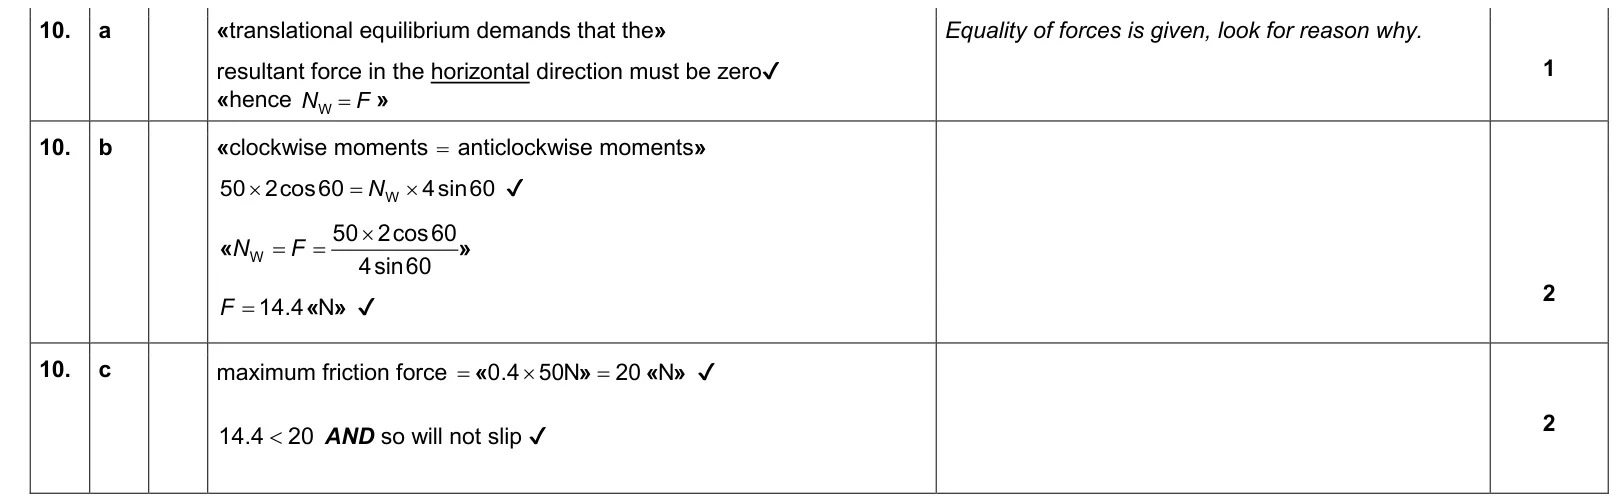 10. a «translational equilibrium demands that the» Equality of forces is given, look for reason why.
resultant force in the horizontal direction must be zero✓ 1
«hence N_W = F »
10. b «clockwise moments = anticlockwise moments»
50 × 2cos60 = N_W × 4sin60 ✓
«N_W = F = (50 × 2cos60) / (4sin60)»
F = 14.4 «N» ✓ 2
10. c maximum friction force = «0.4 × 50N» = 20 «N» ✓
14.4 < 20 AND so will not slip ✓ 2